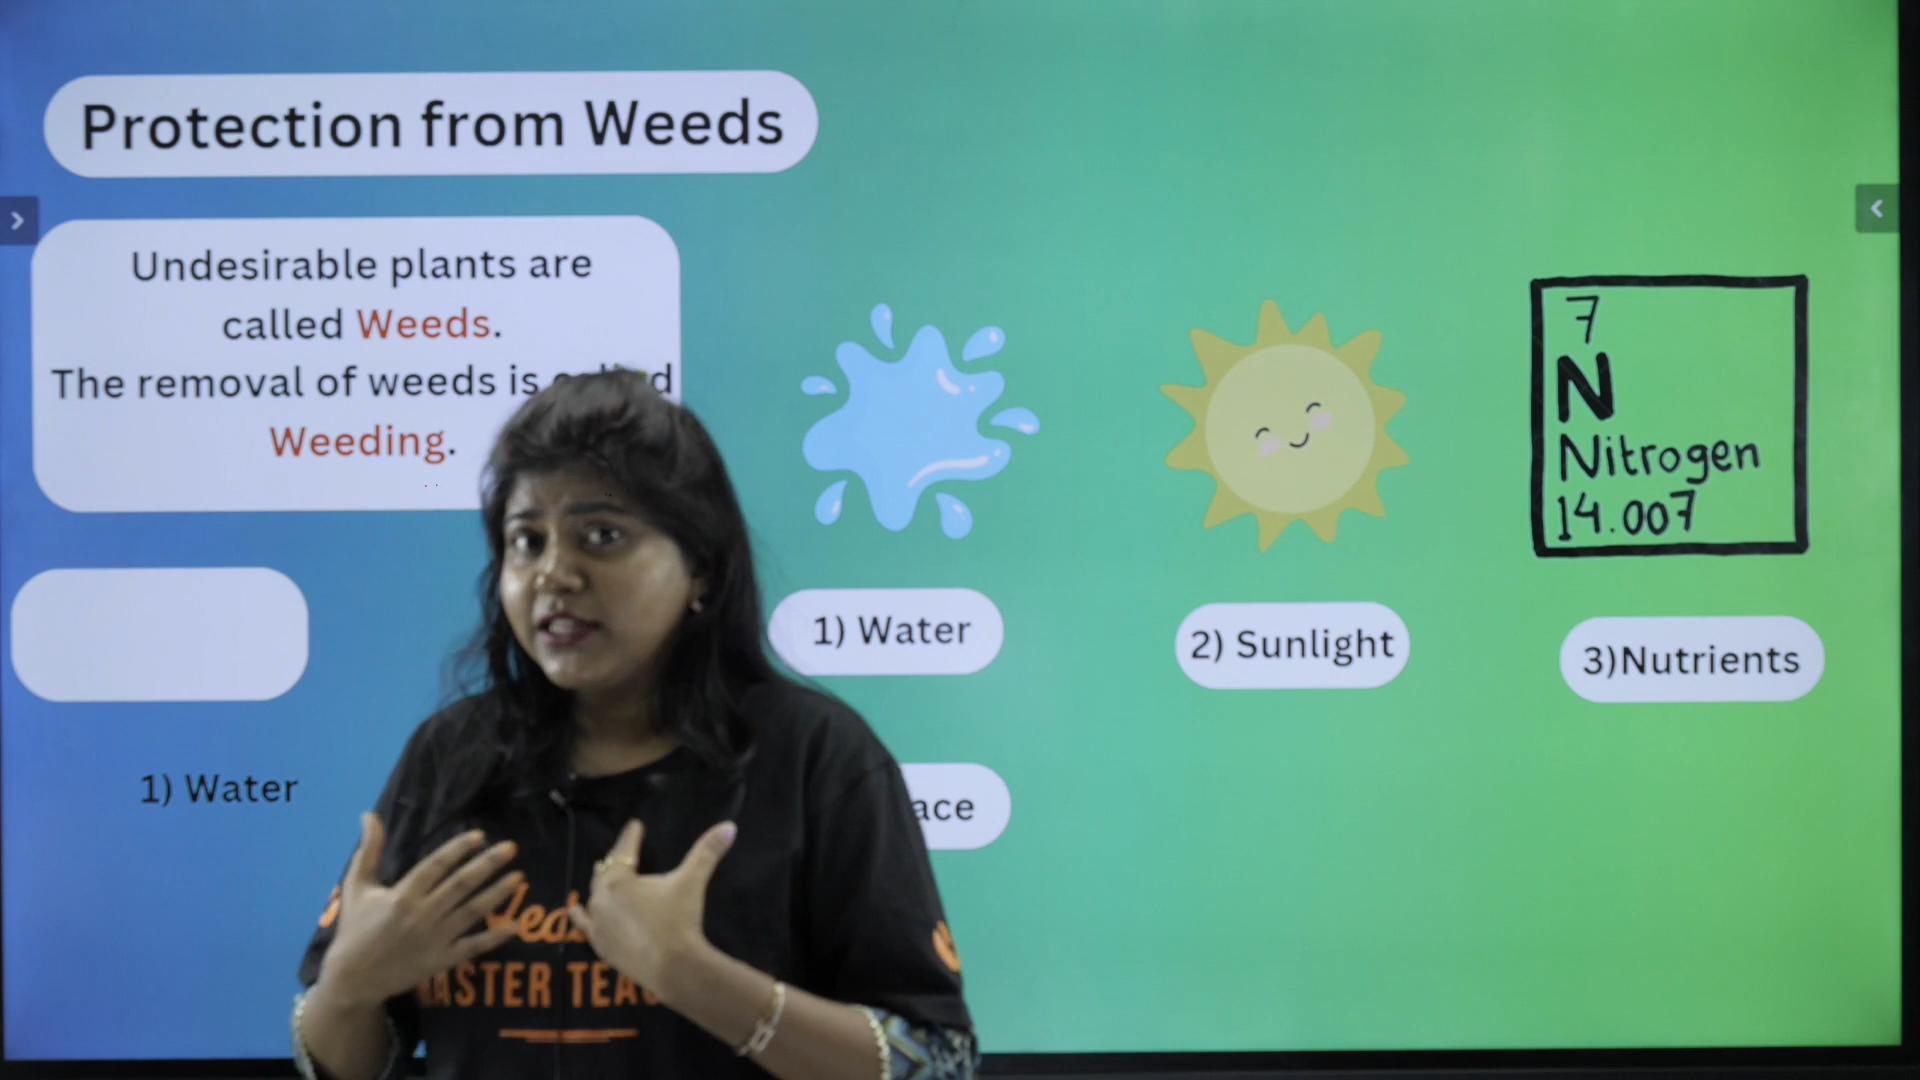 Protection from Weeds
Undesirable plants are
called Weeds.
The removal of weeds is
Weeding.
7
N
Nitrogen
14.007
1) Water
2) Sunlight
3)Nutrients
1) Water